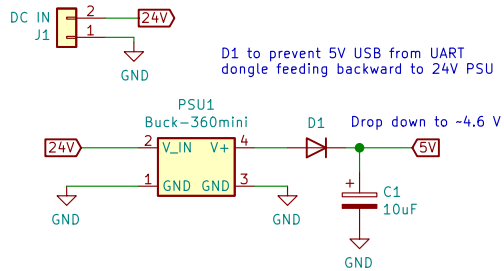 DC IN 2 24V
J1 1
GND
D1 to prevent 5V USB from UART
dongle feeding backward to 24V PSU
PSU1
Buck-360mini
D1
Drop down to ~4.6 V
24V 2 V_IN V+ 4 5V
1 GND GND 3
GND GND
+ C1
10uF
GND